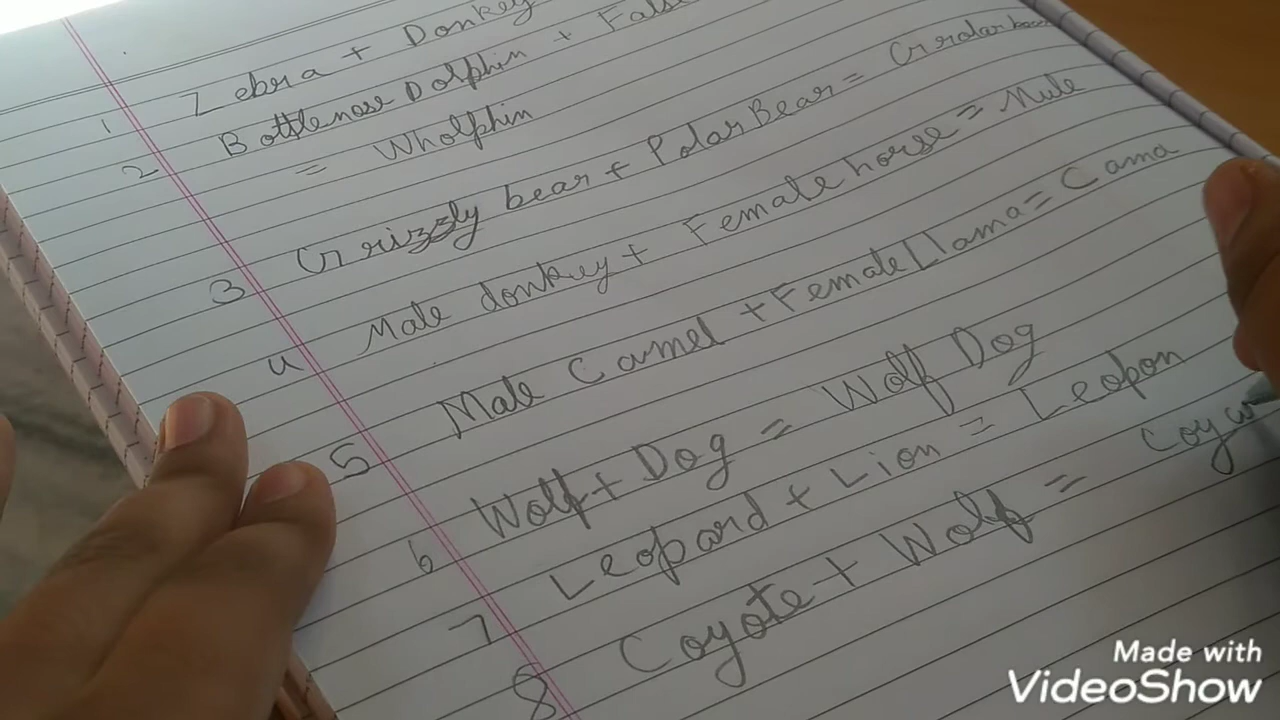 1 Zebra + Donkey
2 Bottlenose Dolphin + False
= Wholphin
3 Grizzly bear + Polar Bear = Grolar bear
4 Male donkey + Female horse = Mule
5 Male Camel + Female Llama = Cama
6 Wolf + Dog = Wolf Dog
7 Leopard + Lion = Leopon
8 Coyote + Wolf = Coyw
Made with
VideoShow